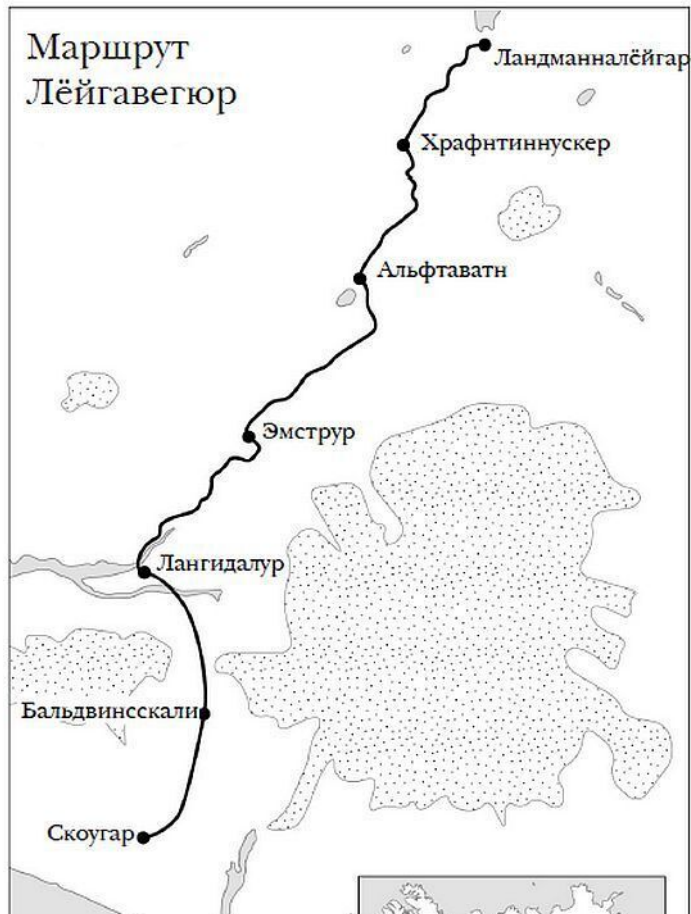 Маршрут
Лёйгавегюр
Ландманналёйгар
Храфнтиннускер
Альфтаватн
Эмструр
Лангидалур
Бальдвинсскали
Скоугар